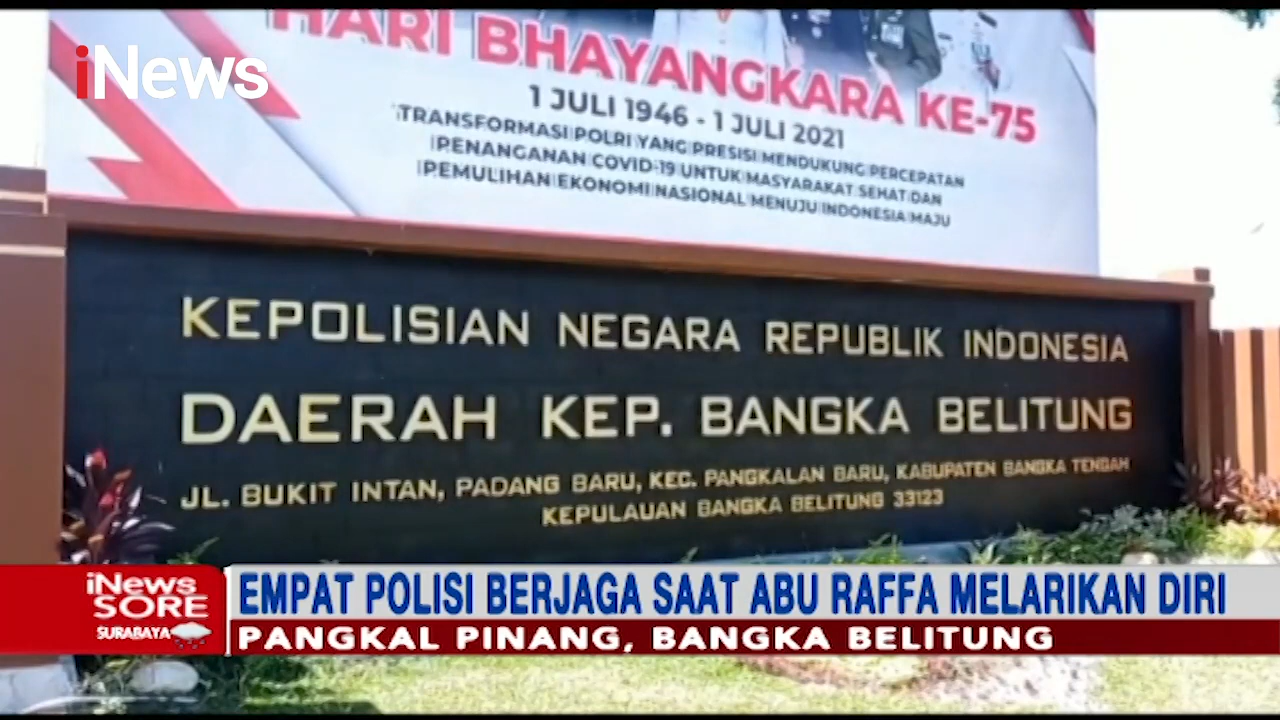 iNews
HARI BHAYANGKARA KE-75
1 JULI 1946 - 1 JULI 2021
TRANSFORMASI POLRI YANG PRESISI MENDUKUNG PERCEPATAN
PENANGANAN COVID-19 UNTUK MASYARAKAT SEHAT DAN
PEMULIHAN EKONOMI NASIONAL MENUJU INDONESIA MAJU
KEPOLISIAN NEGARA REPUBLIK INDONESIA
DAERAH KEP. BANGKA BELITUNG
JL. BUKIT INTAN, PADANG BARU, KEC. PANGKALAN BARU, KABUPATEN BANGKA TENGAH
KEPULAUAN BANGKA BELITUNG 33123
iNews
SORE
SURABAYA
EMPAT POLISI BERJAGA SAAT ABU RAFFA MELARIKAN DIRI
PANGKAL PINANG, BANGKA BELITUNG
iNews